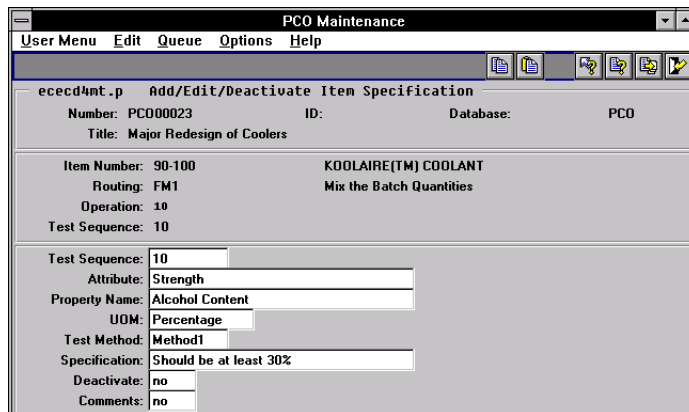 PCO Maintenance
User Menu Edit Queue Options Help
ececd4mt.p Add/Edit/Deactivate Item Specification
Number: PCO00023 ID: Database: PCO
Title: Major Redesign of Coolers
Item Number: 90-100 KOOLAIRE(TM) COOLANT
Routing: FM1 Mix the Batch Quantities
Operation: 10
Test Sequence: 10
Test Sequence: 10
Attribute: Strength
Property Name: Alcohol Content
UOM: Percentage
Test Method: Method1
Specification: Should be at least 30%
Deactivate: no
Comments: no